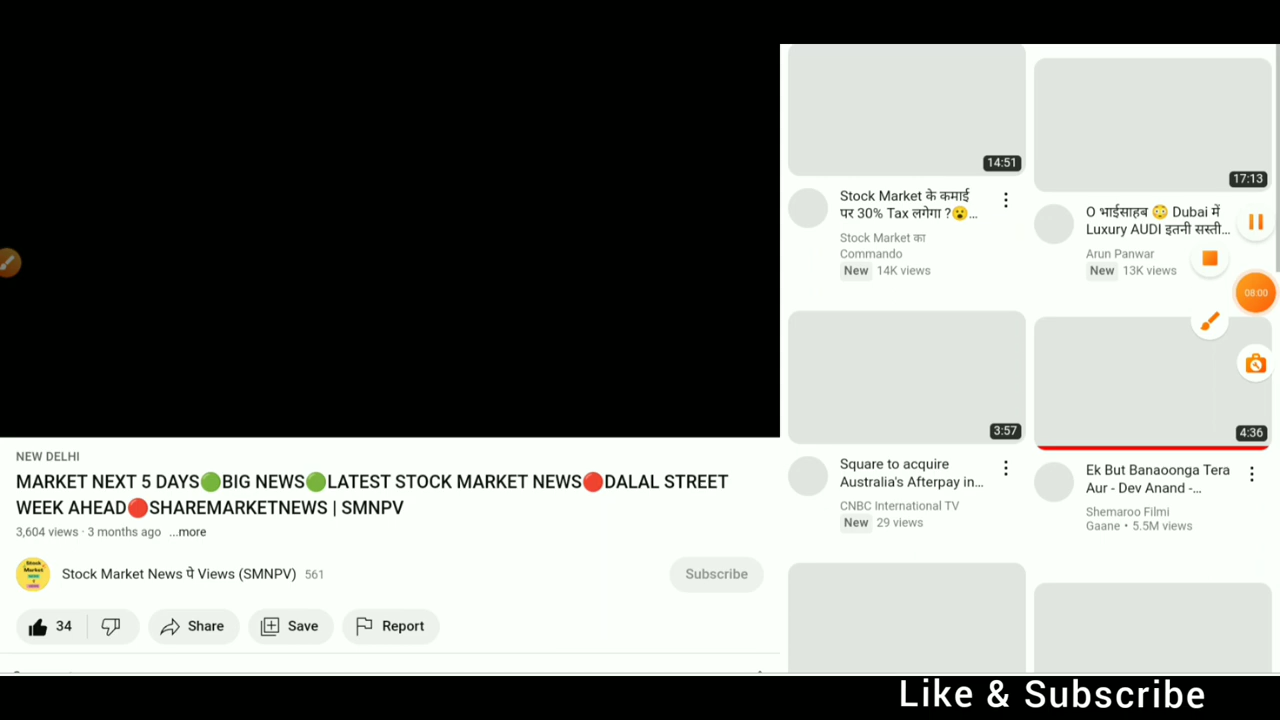 NEW DELHI
MARKET NEXT 5 DAYS🟢BIG NEWS🟢LATEST STOCK MARKET NEWS🔴DALAL STREET
WEEK AHEAD🔴SHAREMARKETNEWS | SMNPV
3,604 views · 3 months ago ...more
Stock Market News पे Views (SMNPV) 561
Subscribe
34
Share
Save
Report
14:51
Stock Market के कमाई
पर 30% Tax लगेगा ?😮...
Stock Market का
Commando
New 14K views
17:13
O भाईसाहब 😳 Dubai में
Luxury AUDI इतनी सस्ती...
Arun Panwar
New 13K views
08:00
3:57
Square to acquire
Australia's Afterpay in...
CNBC International TV
New 29 views
4:36
Ek But Banaoonga Tera
Aur - Dev Anand -...
Shemaroo Filmi
Gaane • 5.5M views
Like & Subscribe